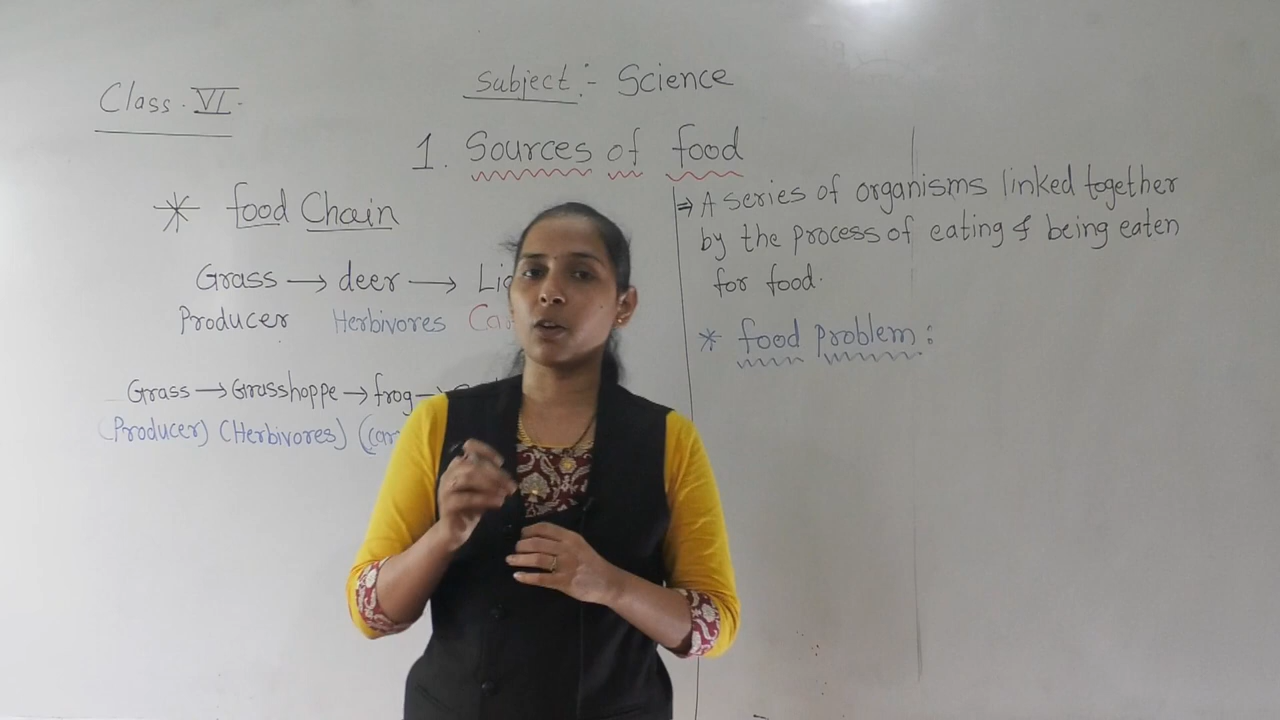 Class. VI.
Subject:- Science
1. Sources of food
* food Chain
Grass → deer →
Producer Herbivores
Grass → Grasshoppe → frog →
(Producer) (Herbivores)
⇒ A series of organisms linked together
by the process of eating & being eaten
for food.
* food problem: